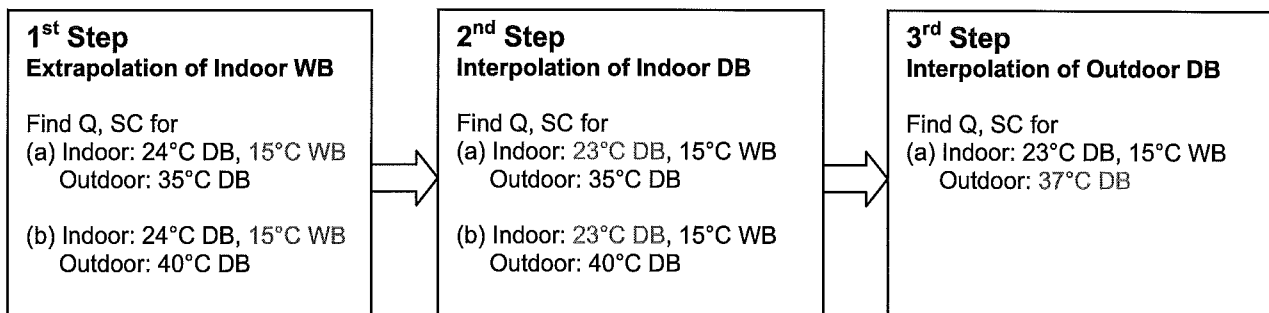 1st Step
Extrapolation of Indoor WB
Find Q, SC for
(a) Indoor: 24°C DB, 15°C WB
Outdoor: 35°C DB
(b) Indoor: 24°C DB, 15°C WB
Outdoor: 40°C DB
2nd Step
Interpolation of Indoor DB
Find Q, SC for
(a) Indoor: 23°C DB, 15°C WB
Outdoor: 35°C DB
(b) Indoor: 23°C DB, 15°C WB
Outdoor: 40°C DB
3rd Step
Interpolation of Outdoor DB
Find Q, SC for
(a) Indoor: 23°C DB, 15°C WB
Outdoor: 37°C DB